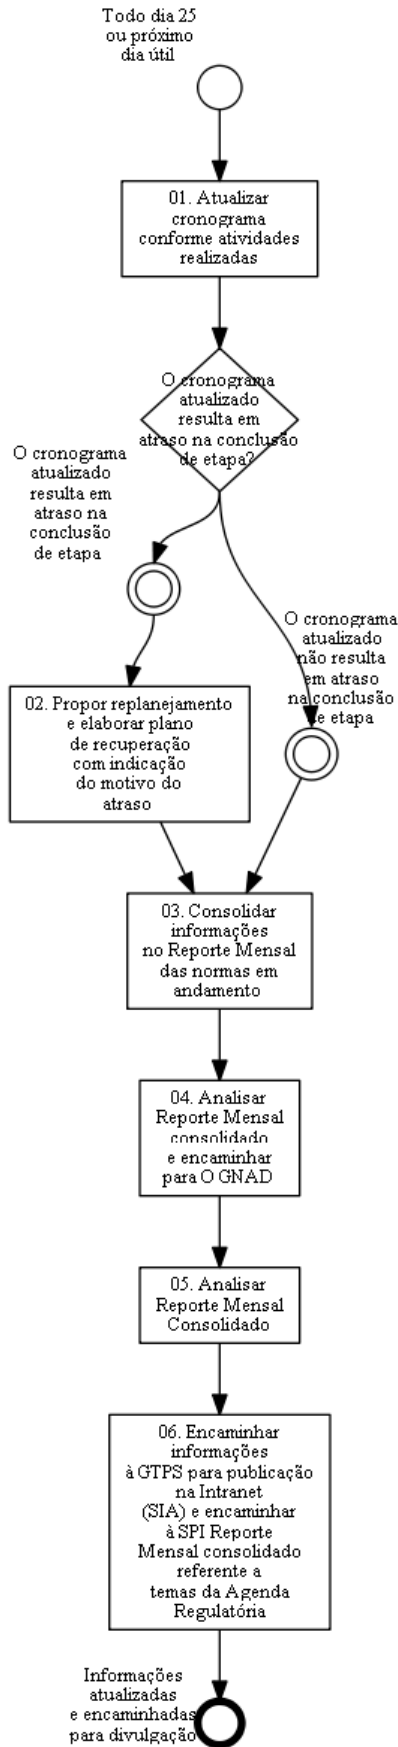 Todo dia 25
ou próximo
dia útil
01. Atualizar
cronograma
conforme atividades
realizadas
O cronograma
atualizado
resulta em
atraso na conclusão
de etapa?
O cronograma
atualizado
resulta em
atraso na
conclusão
de etapa
O cronograma
atualizado
não resulta
em atraso
na conclusão
de etapa
02. Propor replanejamento
e elaborar plano
de recuperação
com indicação
do motivo do
atraso
03. Consolidar
informações
no Reporte Mensal
das normas em
andamento
04. Analisar
Reporte Mensal
consolidado
e encaminhar
para O GNAD
05. Analisar
Reporte Mensal
Consolidado
06. Encaminhar
informações
à GTPS para publicação
na Intranet
(SIA) e encaminhar
à SPI Reporte
Mensal consolidado
referente a
temas da Agenda
Regulatória
Informações
atualizadas
e encaminhadas
para divulgação